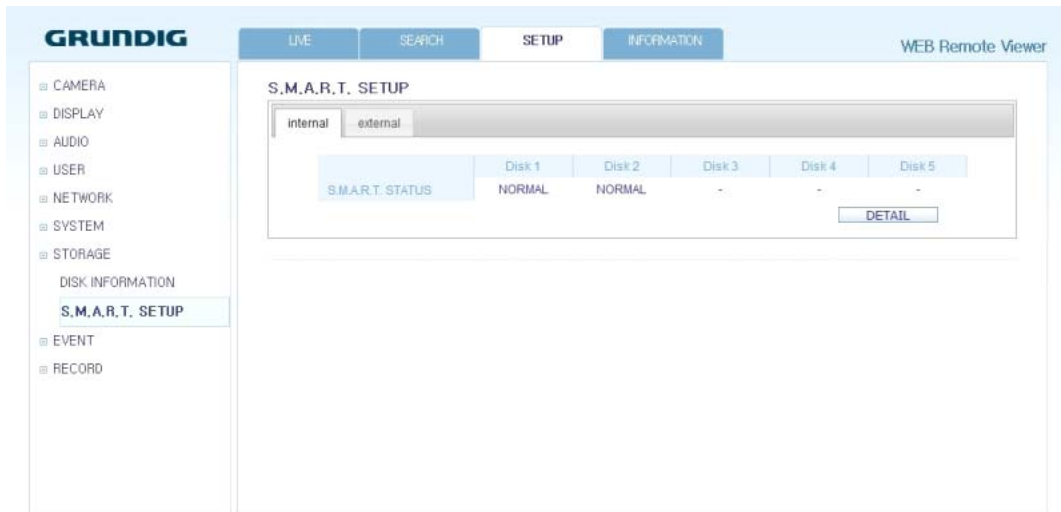 GRUNDIG
LIVE SEARCH SETUP INFORMATION
WEB Remote Viewer
CAMERA
DISPLAY
AUDIO
USER
NETWORK
SYSTEM
STORAGE
DISK INFORMATION
S.M.A.R.T. SETUP
EVENT
RECORD
S.M.A.R.T. SETUP
internal external
Disk 1 Disk 2 Disk 3 Disk 4 Disk 5
S.M.A.R.T. STATUS NORMAL NORMAL - - -
DETAIL